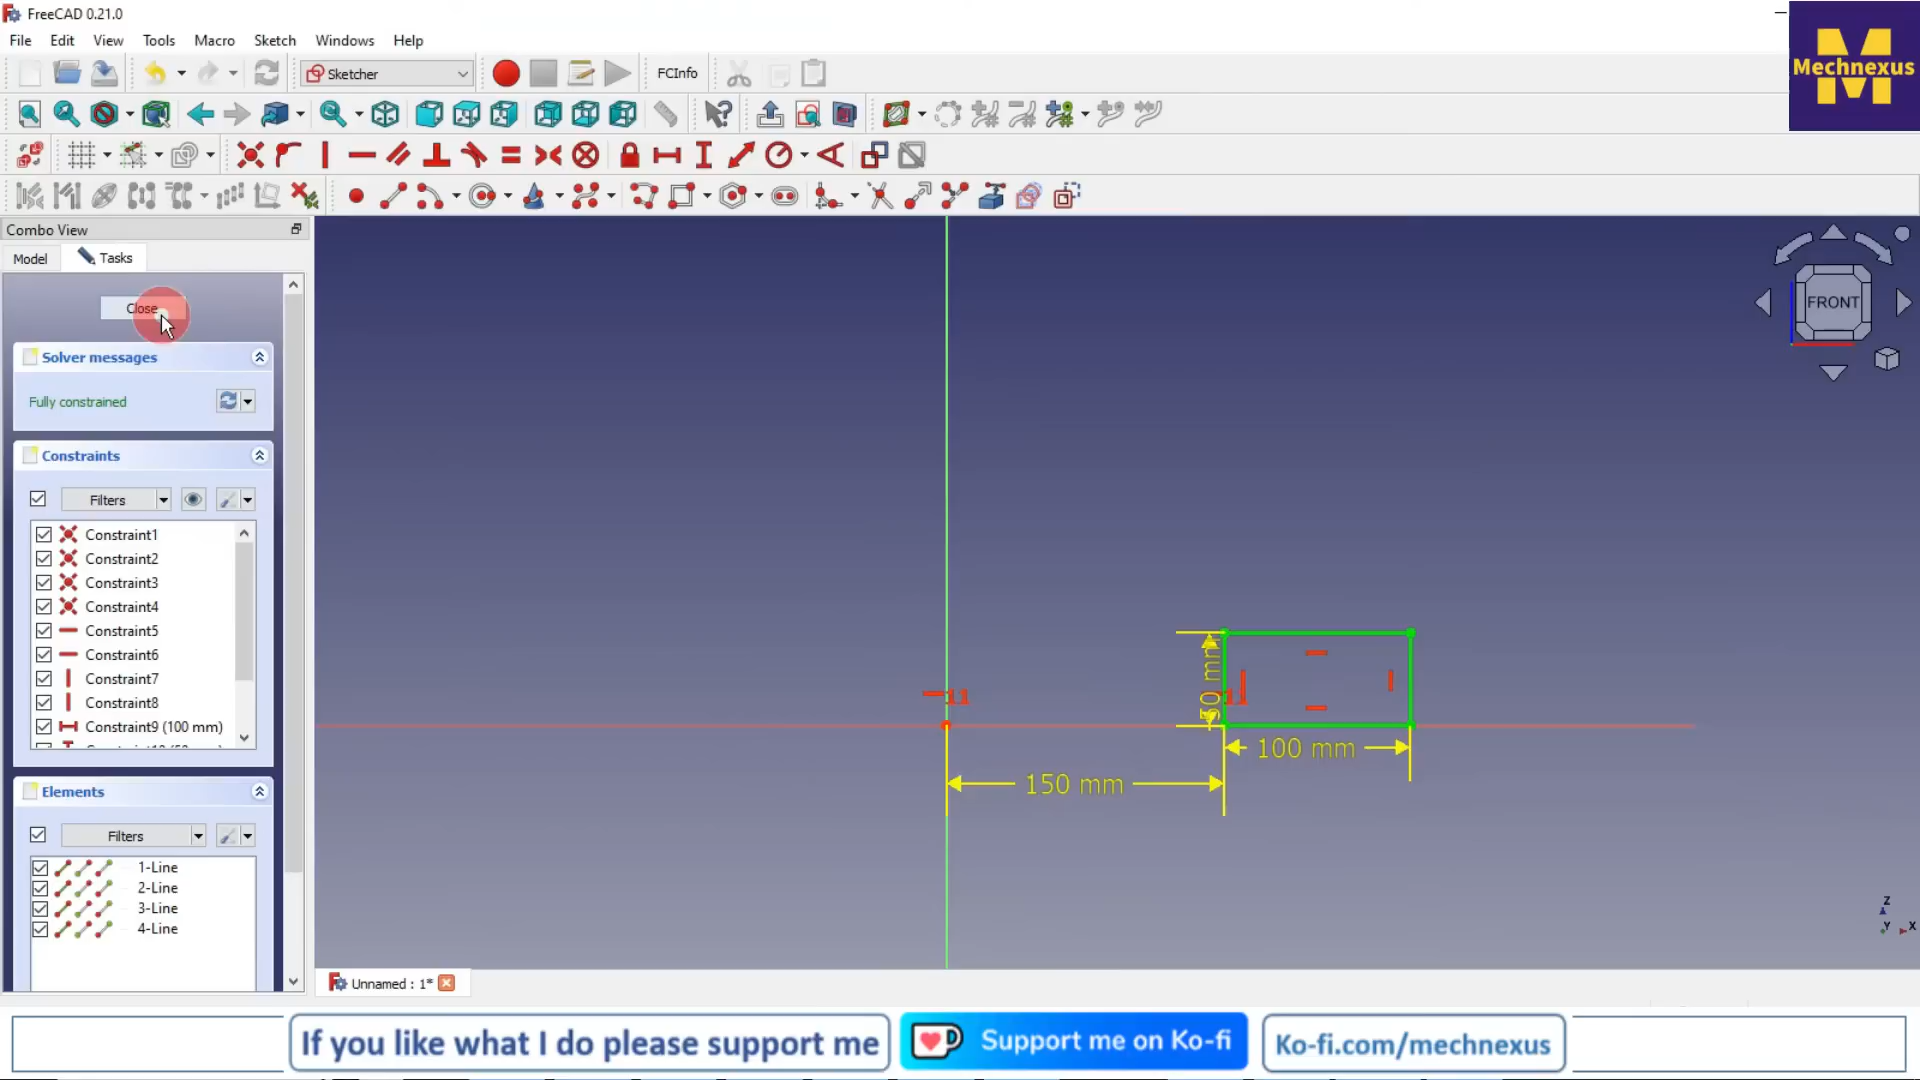 FreeCAD 0.21.0
File Edit View Tools Macro Sketch Windows Help
Sketcher
FCInfo
Mechnexus
Combo View
Model Tasks
Close
Solver messages
Fully constrained
Constraints
Filters
Constraint1
Constraint2
Constraint3
Constraint4
Constraint5
Constraint6
Constraint7
Constraint8
Constraint9 (100 mm)
Elements
Filters
1-Line
2-Line
3-Line
4-Line
FRONT
50 mm
11
11
100 mm
150 mm
Z
Y
X
Unnamed : 1*
If you like what I do please support me
Support me on Ko-fi
Ko-fi.com/mechnexus